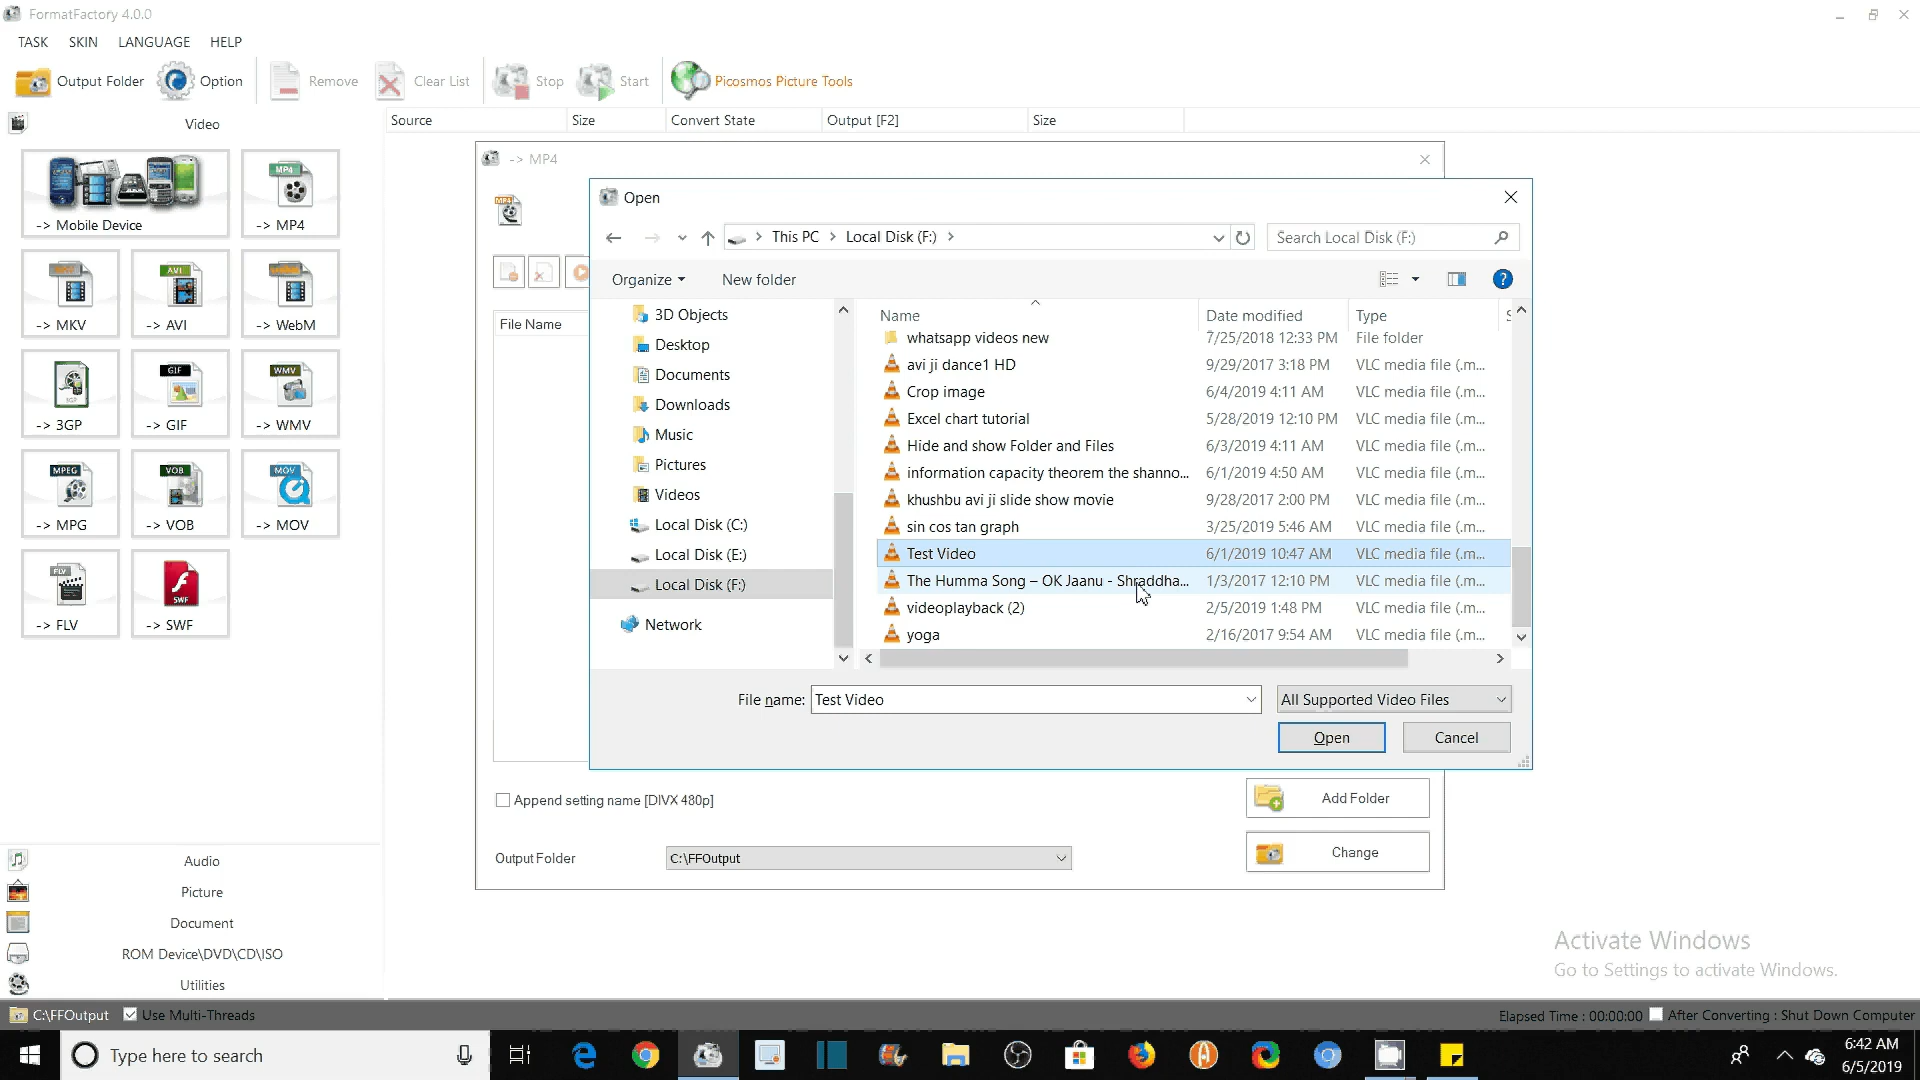 FormatFactory 4.0.0
TASK SKIN LANGUAGE HELP
Output Folder Option Remove Clear List Stop Start Picosmos Picture Tools
Video
Source Size Convert State Output [F2] Size
-> Mobile Device
MP4
-> MP4
-> MKV
AVI
-> AVI
-> WebM
3GP
-> 3GP
GIF
-> GIF
WMV
-> WMV
MPEG
-> MPG
VOB
-> VOB
MOV
-> MOV
FLV
-> FLV
SWF
-> SWF
Audio
Picture
Document
ROM Device\DVD\CD\ISO
Utilities
-> MP4
MP4
File Name
Open
This PC > Local Disk (F:) >
Search Local Disk (F:)
Organize New folder
3D Objects
Desktop
Documents
Downloads
Music
Pictures
Videos
Local Disk (C:)
Local Disk (E:)
Local Disk (F:)
Network
Name Date modified Type
whatsapp videos new 7/25/2018 12:33 PM File folder
avi ji dance1 HD 9/29/2017 3:18 PM VLC media file (.m...
Crop image 6/4/2019 4:11 AM VLC media file (.m...
Excel chart tutorial 5/28/2019 12:10 PM VLC media file (.m...
Hide and show Folder and Files 6/3/2019 4:11 AM VLC media file (.m...
information capacity theorem the shanno... 6/1/2019 4:50 AM VLC media file (.m...
khushbu avi ji slide show movie 9/28/2017 2:00 PM VLC media file (.m...
sin cos tan graph 3/25/2019 5:46 AM VLC media file (.m...
Test Video 6/1/2019 10:47 AM VLC media file (.m...
The Humma Song – OK Jaanu - Shraddha... 1/3/2017 12:10 PM VLC media file (.m...
videoplayback (2) 2/5/2019 1:48 PM VLC media file (.m...
yoga 2/16/2017 9:54 AM VLC media file (.m...
File name: Test Video All Supported Video Files
Open Cancel
Append setting name [DIVX 480p]
Add Folder
Output Folder C:\FFOutput
Change
Activate Windows
Go to Settings to activate Windows.
C:\FFOutput Use Multi-Threads
Elapsed Time : 00:00:00 After Converting : Shut Down Computer
Type here to search
6:42 AM
6/5/2019